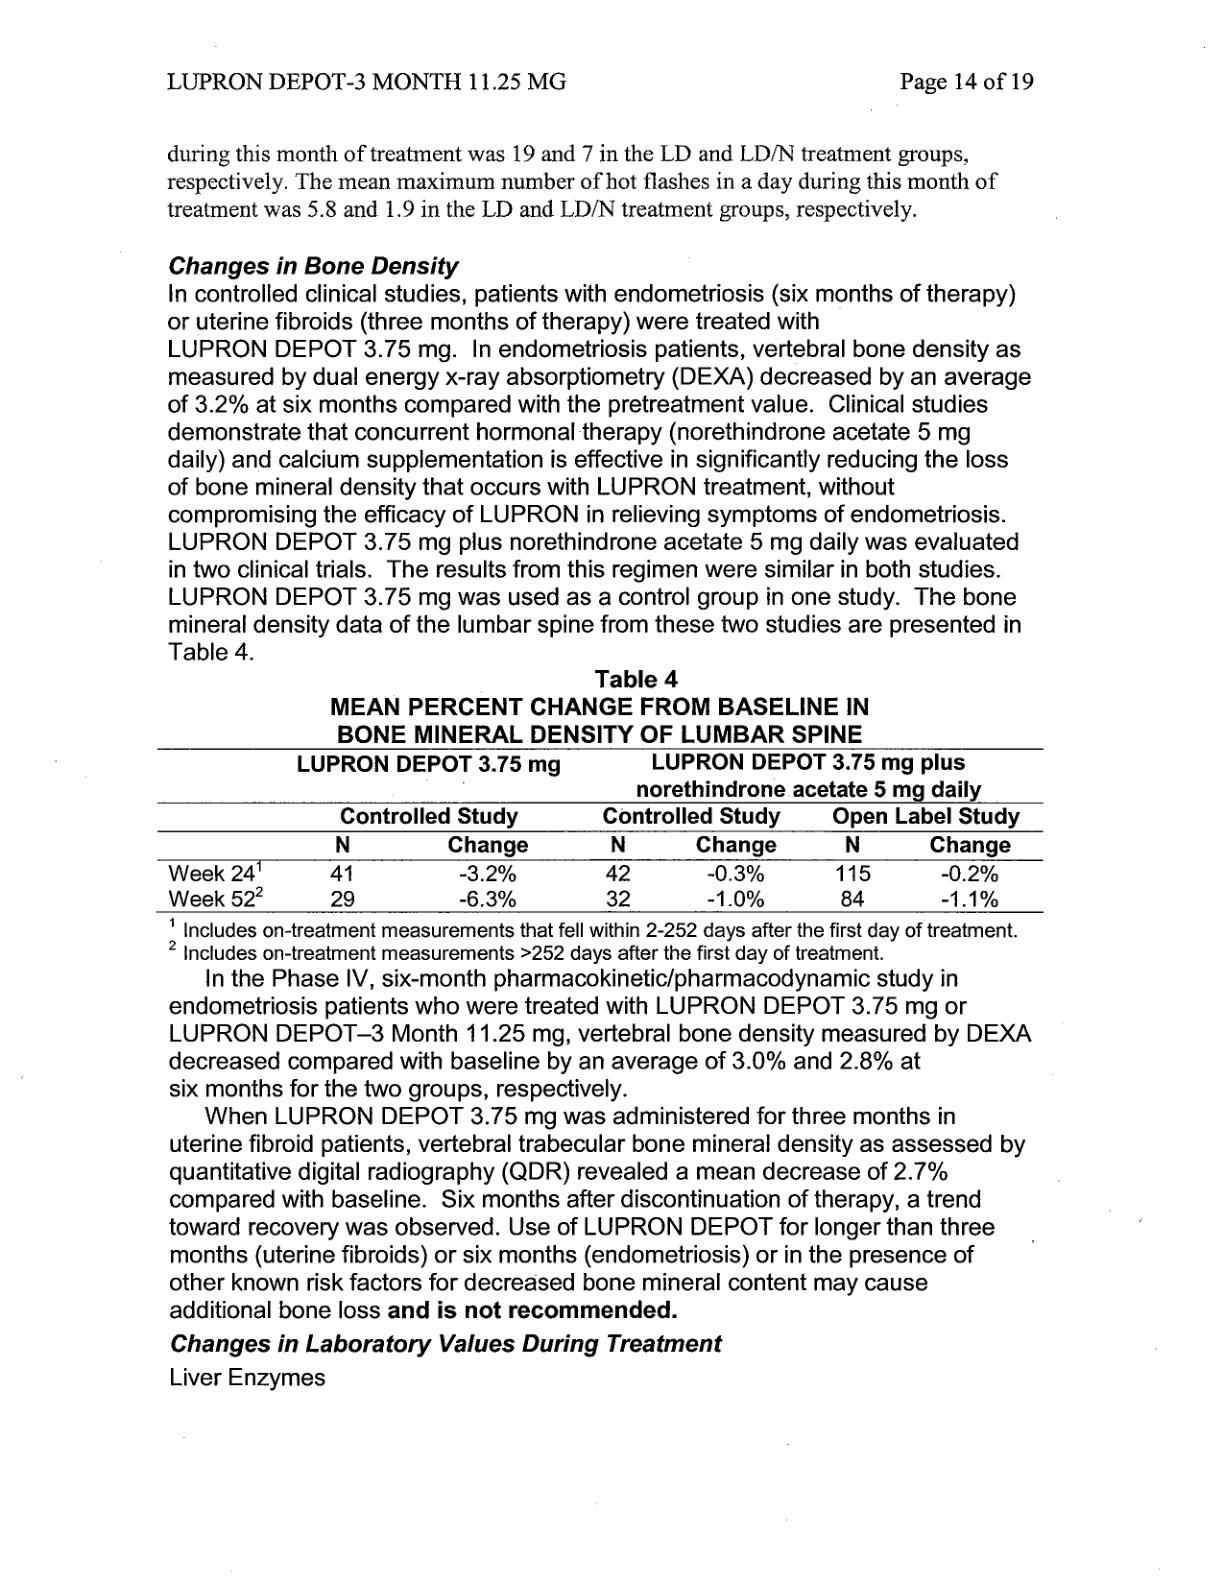 LUPRON DEPOT-3 MONTH 11.25 MG Page 14 of 19
during this month of treatment was 19 and 7 in the LD and LD/N treatment groups,
respectively. The mean maximum number of hot flashes in a day during this month of
treatment was 5.8 and 1.9 in the LD and LD/N treatment groups, respectively.
Changes in Bone Density
In controlled clinical studies, patients with endometriosis (six months of therapy)
or uterine fibroids (three months of therapy) were treated with
LUPRON DEPOT 3.75 mg. In endometriosis patients, vertebral bone density as
measured by dual energy x-ray absorptiometry (DEXA) decreased by an average
of 3.2% at six months compared with the pretreatment value. Clinical studies
demonstrate that concurrent hormonal therapy (norethindrone acetate 5 mg
daily) and calcium supplementation is effective in significantly reducing the loss
of bone mineral density that occurs with LUPRON treatment, without
compromising the efficacy of LUPRON in relieving symptoms of endometriosis.
LUPRON DEPOT 3.75 mg plus norethindrone acetate 5 mg daily was evaluated
in two clinical trials. The results from this regimen were similar in both studies.
LUPRON DEPOT 3.75 mg was used as a control group in one study. The bone
mineral density data of the lumbar spine from these two studies are presented in
Table 4.
Table 4
MEAN PERCENT CHANGE FROM BASELINE IN
BONE MINERAL DENSITY OF LUMBAR SPINE
LUPRON DEPOT 3.75 mg LUPRON DEPOT 3.75 mg plus
norethindrone acetate 5 mg daily
Controlled Study Controlled Study Open Label Study
N Change N Change N Change
Week 24¹ 41 -3.2% 42 -0.3% 115 -0.2%
Week 52² 29 -6.3% 32 -1.0% 84 -1.1%
¹ Includes on-treatment measurements that fell within 2-252 days after the first day of treatment.
² Includes on-treatment measurements >252 days after the first day of treatment.
In the Phase IV, six-month pharmacokinetic/pharmacodynamic study in
endometriosis patients who were treated with LUPRON DEPOT 3.75 mg or
LUPRON DEPOT–3 Month 11.25 mg, vertebral bone density measured by DEXA
decreased compared with baseline by an average of 3.0% and 2.8% at
six months for the two groups, respectively.
When LUPRON DEPOT 3.75 mg was administered for three months in
uterine fibroid patients, vertebral trabecular bone mineral density as assessed by
quantitative digital radiography (QDR) revealed a mean decrease of 2.7%
compared with baseline. Six months after discontinuation of therapy, a trend
toward recovery was observed. Use of LUPRON DEPOT for longer than three
months (uterine fibroids) or six months (endometriosis) or in the presence of
other known risk factors for decreased bone mineral content may cause
additional bone loss and is not recommended.
Changes in Laboratory Values During Treatment
Liver Enzymes